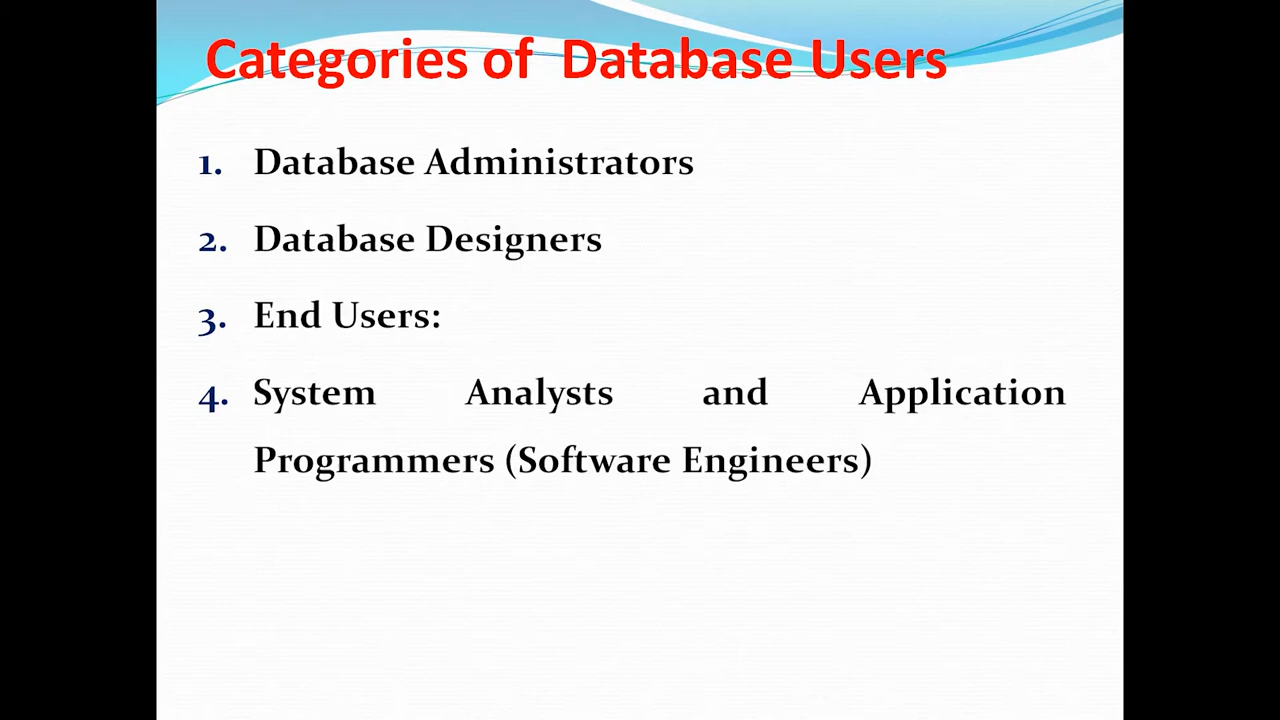 Categories of Database Users
1. Database Administrators
2. Database Designers
3. End Users:
4. System Analysts and Application
Programmers (Software Engineers)